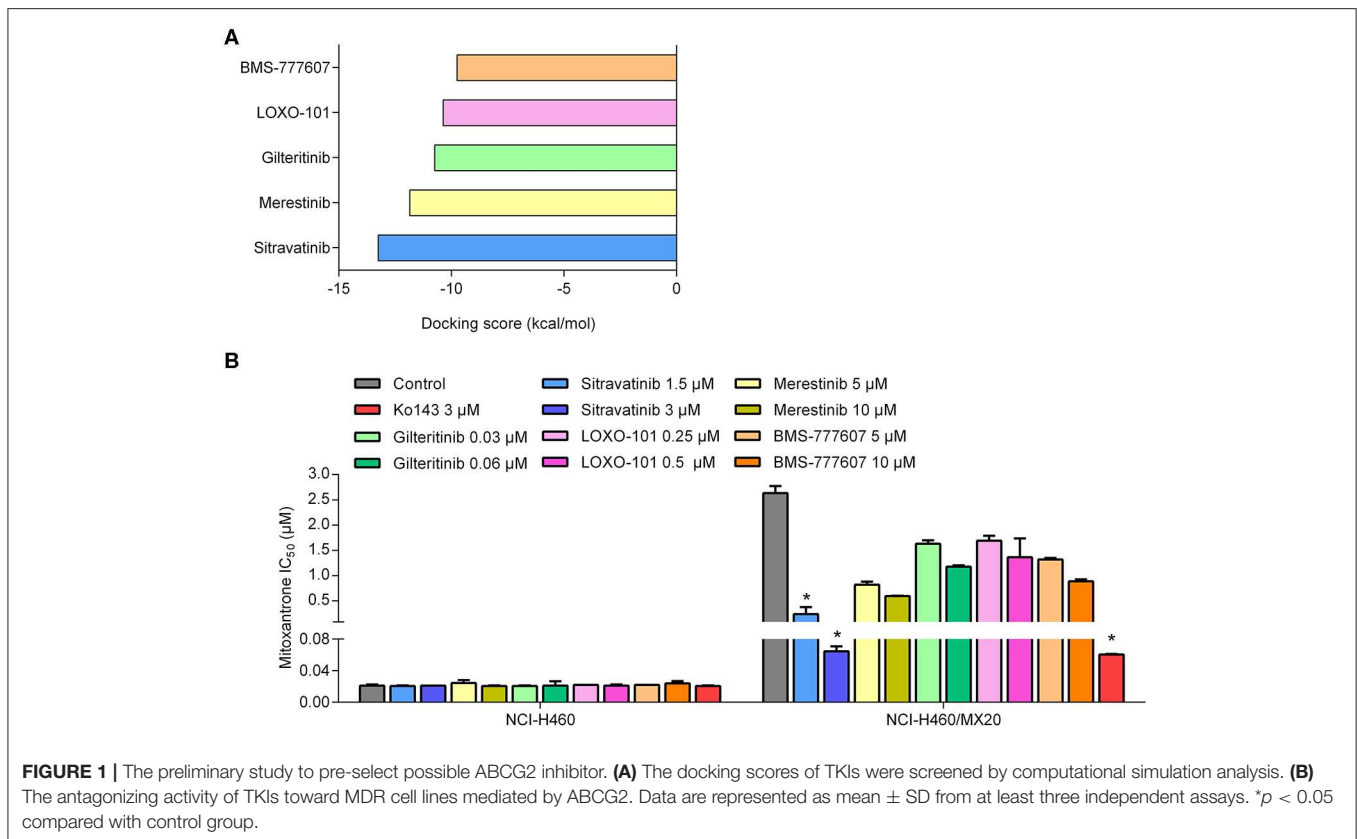 A
BMS-777607
LOXO-101
Gilteritinib
Merestinib
Sitravatinib
-15 -10 -5 0
Docking score (kcal/mol)
B
Control Sitravatinib 1.5 μM Merestinib 5 μM
Ko143 3 μM Sitravatinib 3 μM Merestinib 10 μM
Gilteritinib 0.03 μM LOXO-101 0.25 μM BMS-777607 5 μM
Gilteritinib 0.06 μM LOXO-101 0.5 μM BMS-777607 10 μM
Mitoxantrone IC50 (μM)
3.0
2.5
2.0
1.5
1.0
0.5
0.08
0.04
0.00
* * *
NCI-H460 NCI-H460/MX20
FIGURE 1 | The preliminary study to pre-select possible ABCG2 inhibitor. (A) The docking scores of TKIs were screened by computational simulation analysis. (B)
The antagonizing activity of TKIs toward MDR cell lines mediated by ABCG2. Data are represented as mean ± SD from at least three independent assays. *p < 0.05
compared with control group.